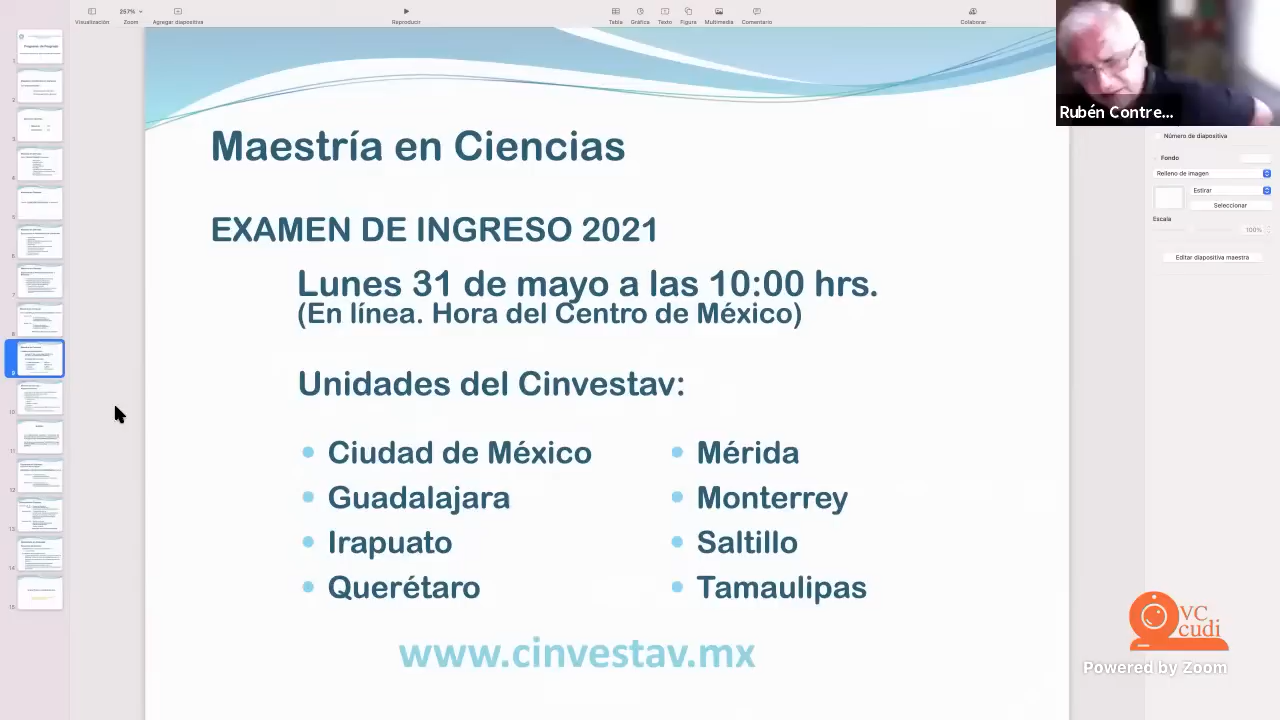 257%
Visualización Zoom Agregar diapositiva Reproducir Tabla Gráfica Texto Figura Multimedia Comentario Colaborar
Rubén Contre...
Maestría en Ciencias
EXAMEN DE INGRESO 2021
Lunes 31 de mayo a las 10:00 hrs.
(En línea. Hora del Centro de México)
Unidades del Cinvestav:
• Ciudad de México
• Guadalajara
• Irapuato
• Querétaro
• Mérida
• Monterrey
• Saltillo
• Tamaulipas
www.cinvestav.mx
Número de diapositiva
Fondo
Relleno de imagen
Estirar
Seleccionar
Escala
100%
Editar diapositiva maestra
VC
cudi
Powered by Zoom